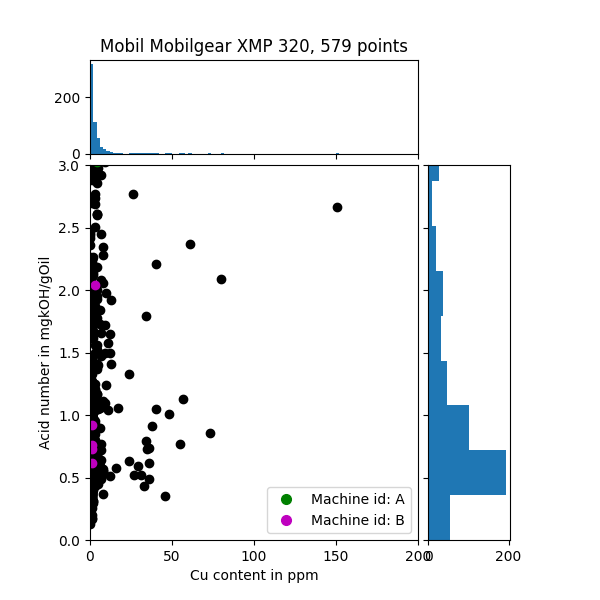 Mobil Mobilgear XMP 320, 579 points
200
0
3.0
2.5
2.0
1.5
1.0
0.5
0.0
Acid number in mgkOH/gOil
Machine id: A
Machine id: B
0 50 100 150 200 0 200
Cu content in ppm